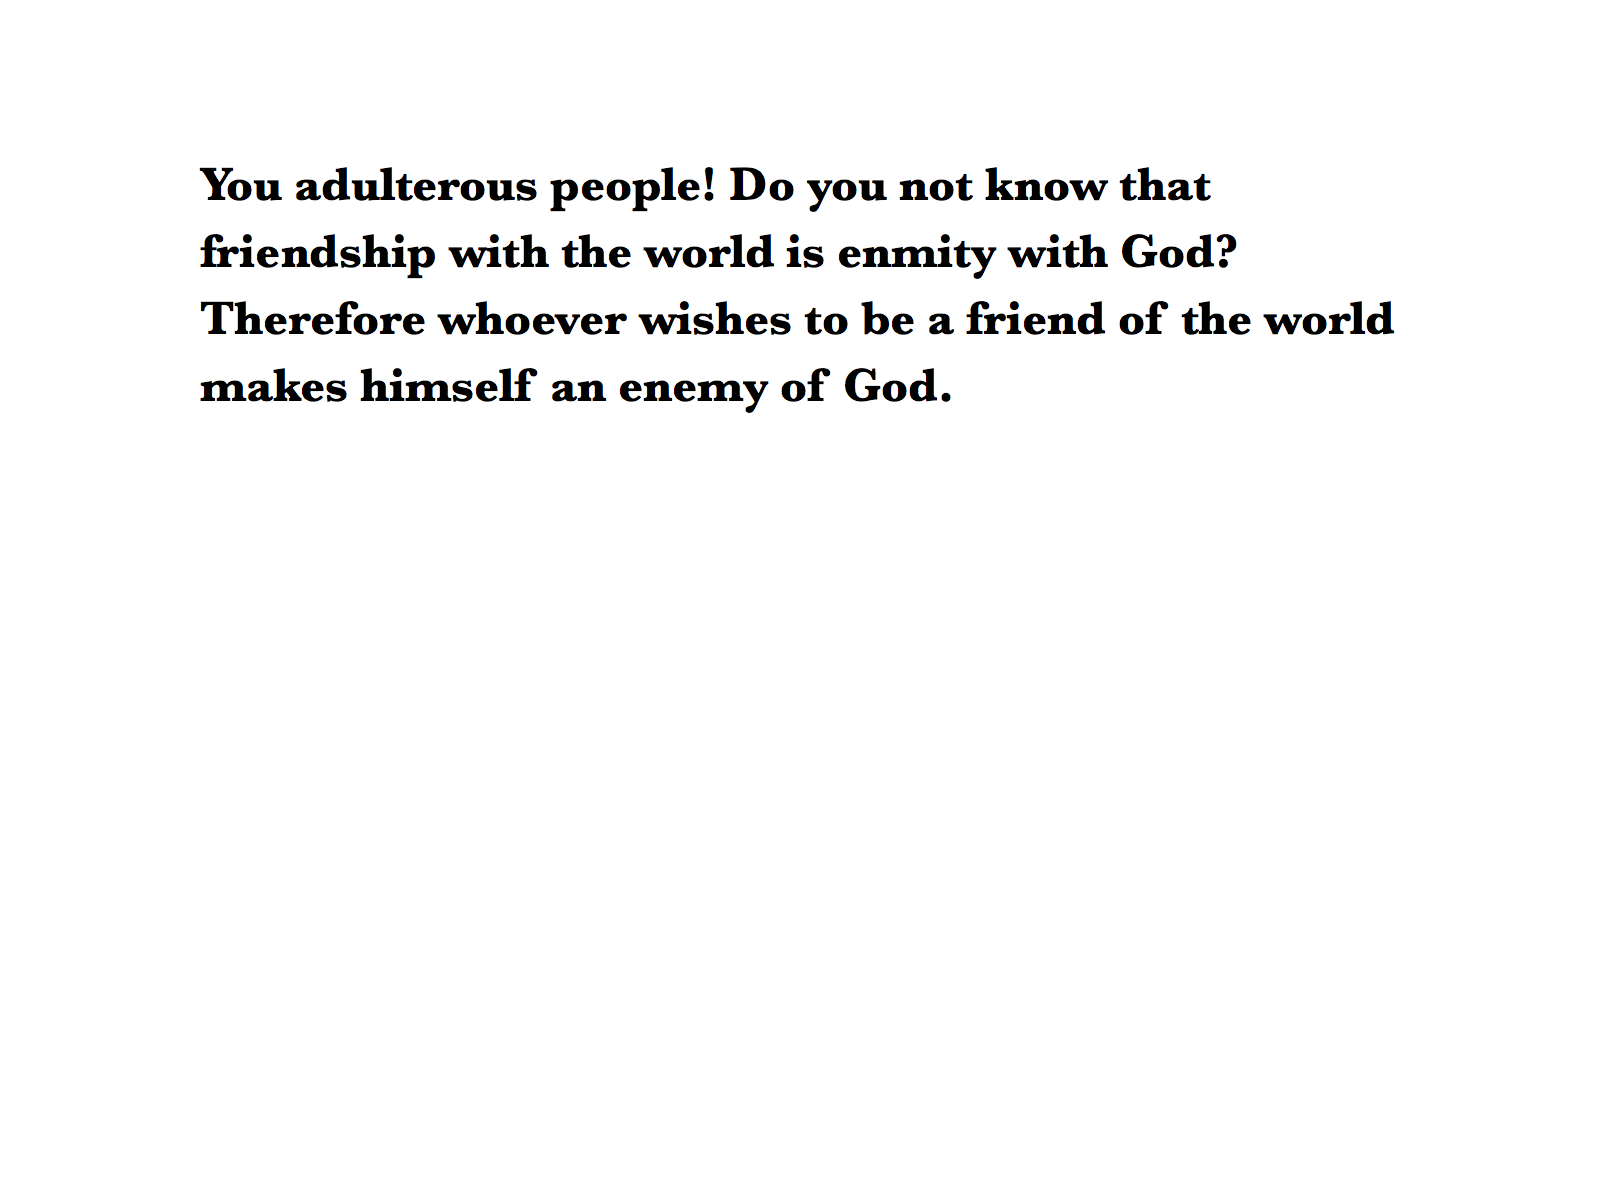 You adulterous people! Do you not know that
friendship with the world is enmity with God?
Therefore whoever wishes to be a friend of the world
makes himself an enemy of God.